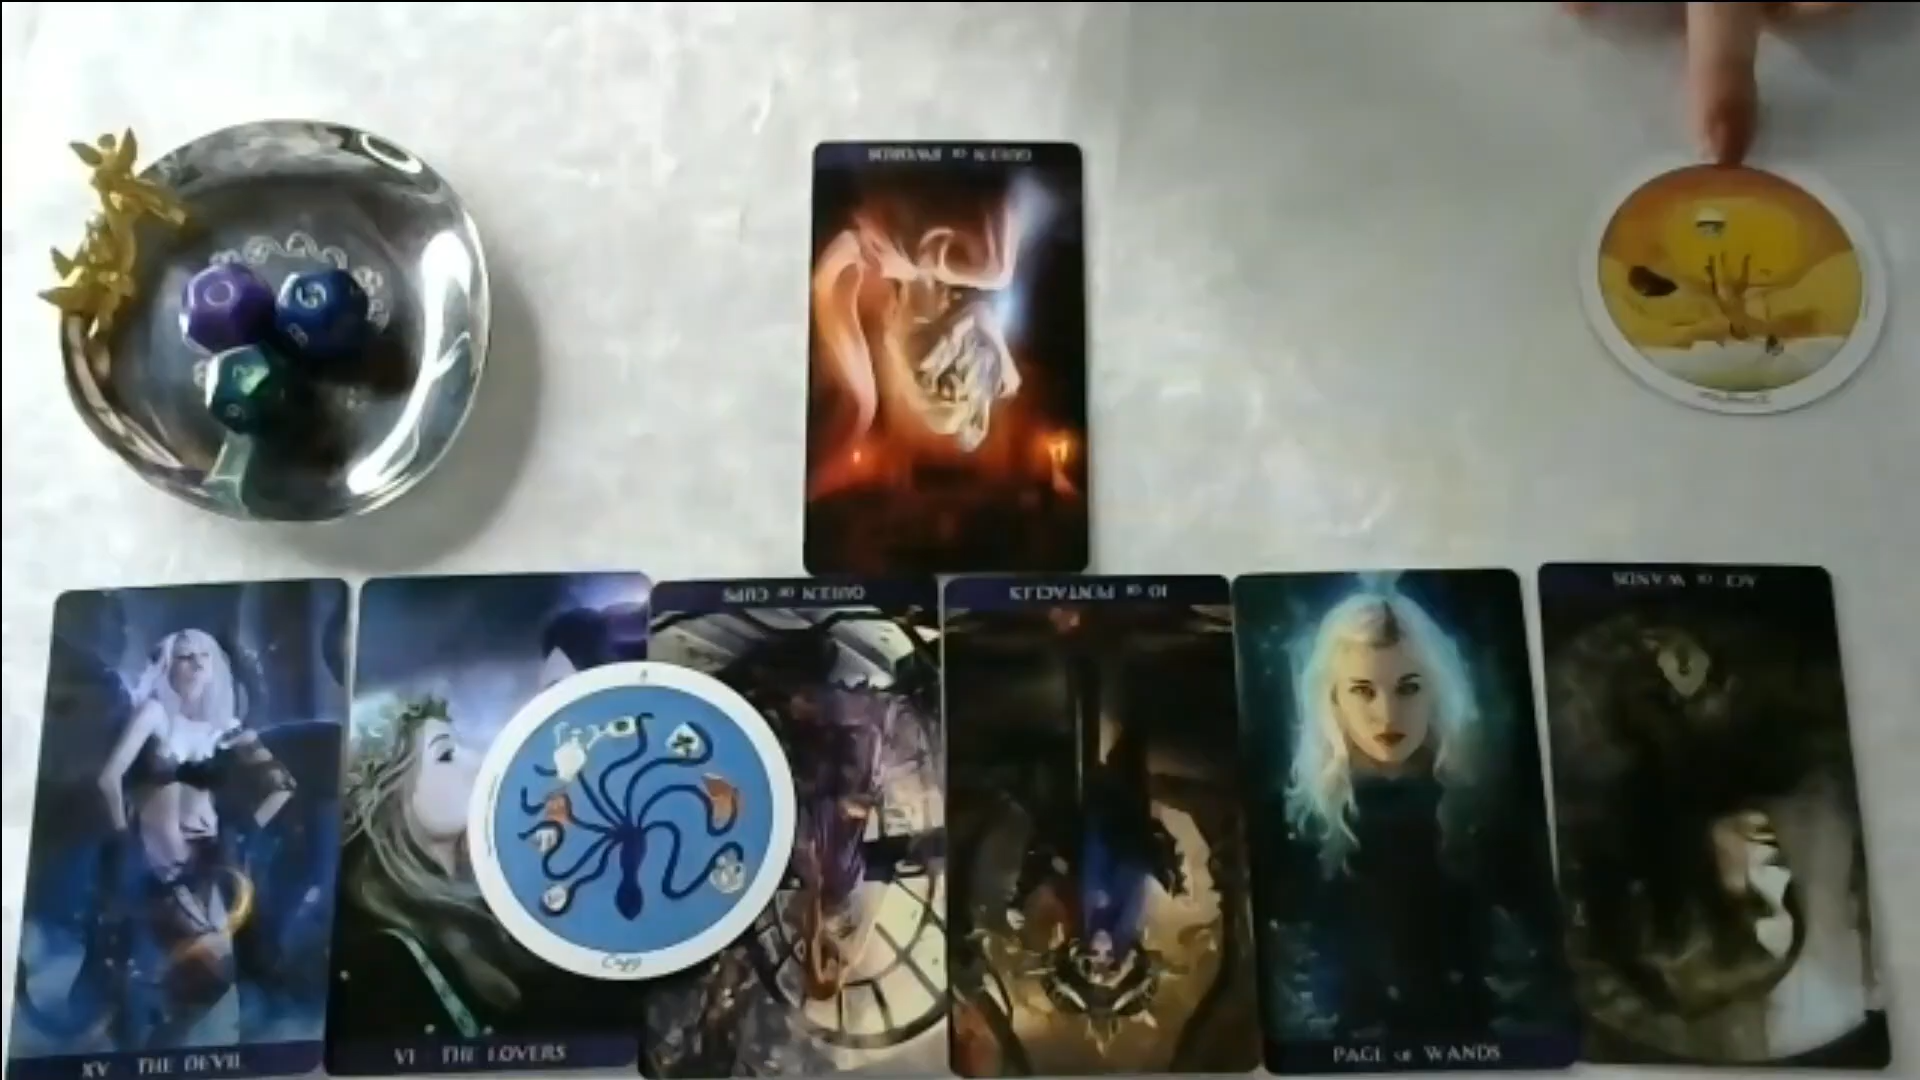 QUEEN OF SWORDS
QUEEN OF CUPS
10 OF PENTACLES
ACE OF WANDS
XV THE DEVIL
VI THE LOVERS
Copy
PAGE OF WANDS